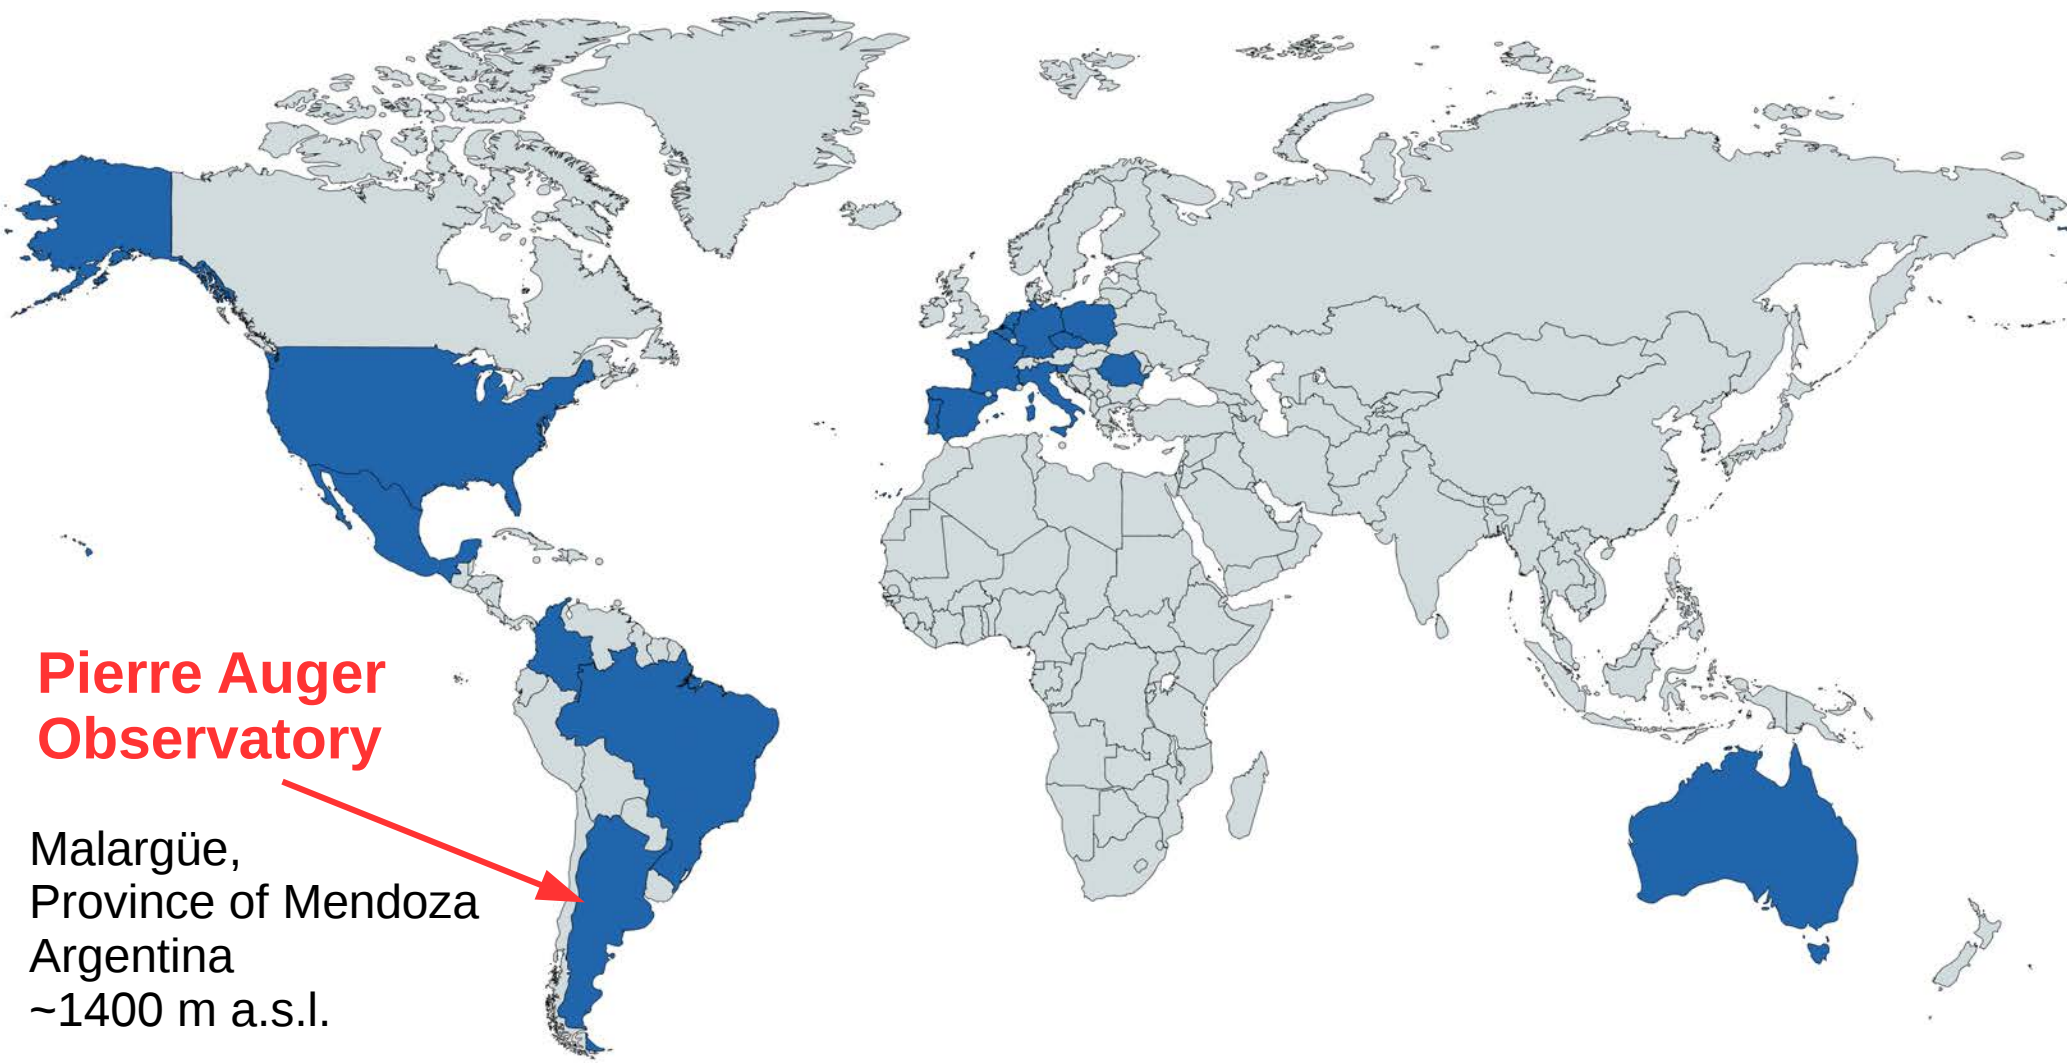 Pierre Auger
Observatory
Malargüe,
Province of Mendoza
Argentina
~1400 m a.s.l.